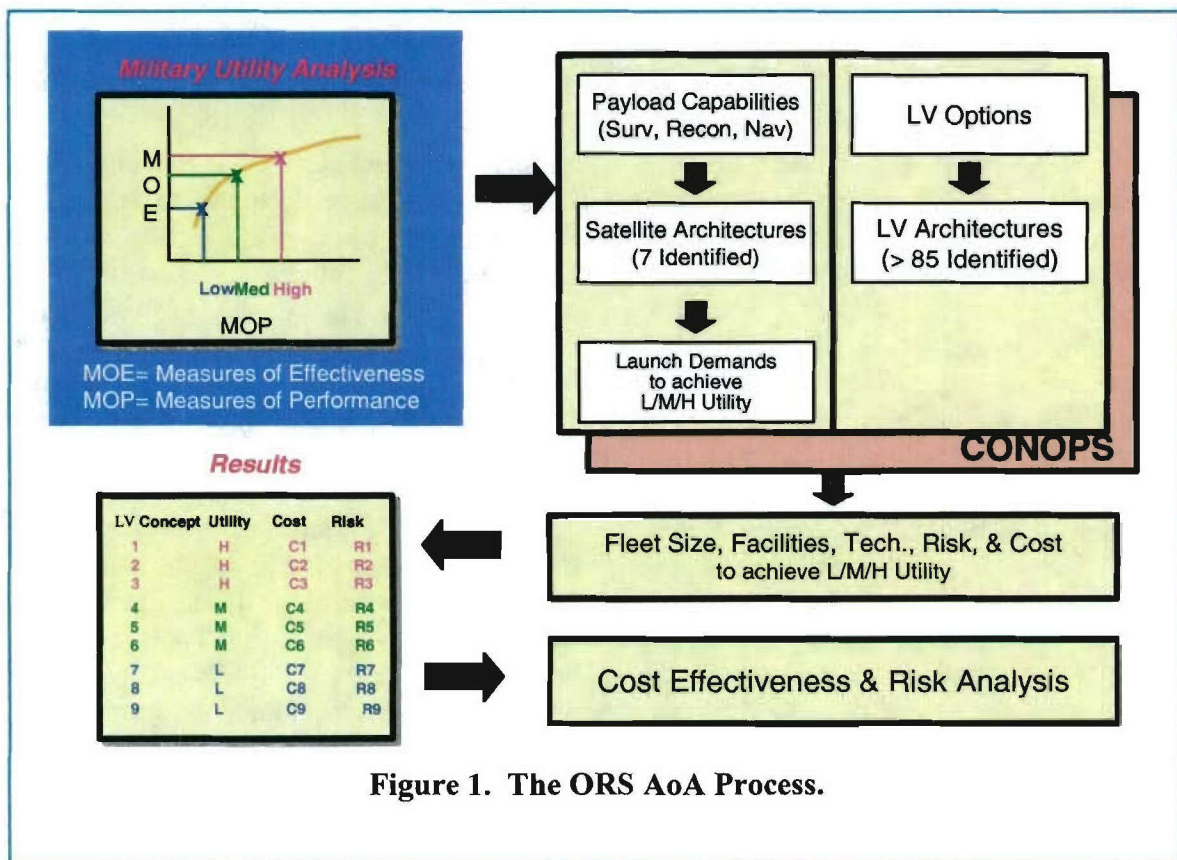 Military Utility Analysis
M
O
E
Low Med High
MOP
MOE= Measures of Effectiveness
MOP= Measures of Performance
Payload Capabilities
(Surv, Recon, Nav)
Satellite Architectures
(7 Identified)
Launch Demands
to achieve
L/M/H Utility
LV Options
LV Architectures
(> 85 Identified)
CONOPS
Fleet Size, Facilities, Tech., Risk, & Cost
to achieve L/M/H Utility
Results
LV Concept Utility Cost Risk
1 H C1 R1
2 H C2 R2
3 H C3 R3
4 M C4 R4
5 M C5 R5
6 M C6 R6
7 L C7 R7
8 L C8 R8
9 L C9 R9
Cost Effectiveness & Risk Analysis
Figure 1. The ORS AoA Process.